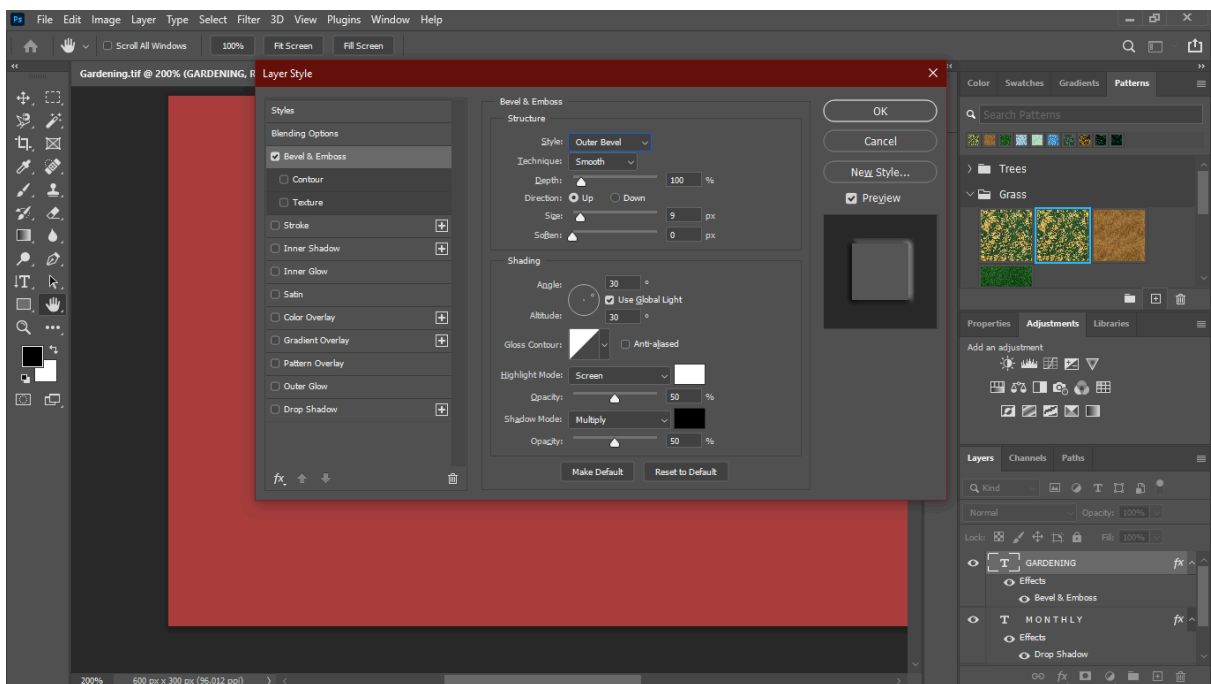 Ps File Edit Image Layer Type Select Filter 3D View Plugins Window Help
Scroll All Windows 100% Fit Screen Fill Screen
Gardening.tif @ 200% (GARDENING, R
Layer Style
Styles
Blending Options
Bevel & Emboss
Contour
Texture
Stroke
Inner Shadow
Inner Glow
Satin
Color Overlay
Gradient Overlay
Pattern Overlay
Outer Glow
Drop Shadow
fx
Bevel & Emboss
Structure
Style: Outer Bevel
Technique: Smooth
Depth: 100 %
Direction: Up Down
Size: 9 px
Soften: 0 px
Shading
Angle: 30 °
Use Global Light
Altitude: 30 °
Gloss Contour: Anti-aliased
Highlight Mode: Screen
Opacity: 50 %
Shadow Mode: Multiply
Opacity: 50 %
Make Default Reset to Default
OK
Cancel
New Style...
Preview
Color Swatches Gradients Patterns
Search Patterns
Trees
Grass
Properties Adjustments Libraries
Add an adjustment
Layers Channels Paths
Kind
Normal Opacity: 100%
Lock: Fill: 100%
T GARDENING fx
Effects
Bevel & Emboss
T MONTHLY fx
Effects
Drop Shadow
fx
200% 600 px x 300 px (96.012 ppi)